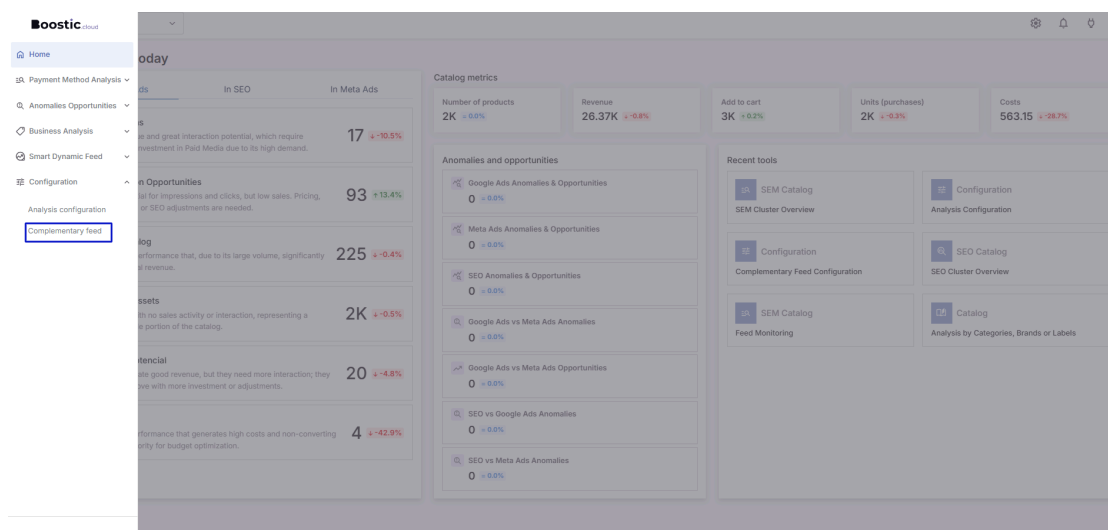 Boostic.cloud
Home
Payment Method Analysis
Anomalies Opportunities
Business Analysis
Smart Dynamic Feed
Configuration
Analysis configuration
Complementary feed
oday
ds
In SEO
In Meta Ads
s
e and great interaction potential, which require
nvestment in Paid Media due to its high demand.
17 -10.5%
n Opportunities
ial for impressions and clicks, but low sales. Pricing,
or SEO adjustments are needed.
93 13.4%
log
erformance that, due to its large volume, significantly
l revenue.
225 -0.4%
ssets
ith no sales activity or interaction, representing a
e portion of the catalog.
2K -0.5%
tencial
ate good revenue, but they need more interaction; they
ove with more investment or adjustments.
20 -4.8%
rformance that generates high costs and non-converting
ority for budget optimization.
4 -42.9%
Catalog metrics
Number of products
2K = 0.0%
Revenue
26.37K -0.8%
Add to cart
3K 0.2%
Units (purchases)
2K -0.3%
Costs
563.15 -28.7%
Anomalies and opportunities
Google Ads Anomalies & Opportunities
0 = 0.0%
Meta Ads Anomalies & Opportunities
0 = 0.0%
SEO Anomalies & Opportunities
0 = 0.0%
Google Ads vs Meta Ads Anomalies
0 = 0.0%
Google Ads vs Meta Ads Opportunities
0 = 0.0%
SEO vs Google Ads Anomalies
0 = 0.0%
SEO vs Meta Ads Anomalies
0 = 0.0%
Recent tools
SEM Catalog
SEM Cluster Overview
Configuration
Analysis Configuration
Configuration
Complementary Feed Configuration
SEO Catalog
SEO Cluster Overview
SEM Catalog
Feed Monitoring
Catalog
Analysis by Categories, Brands or Labels